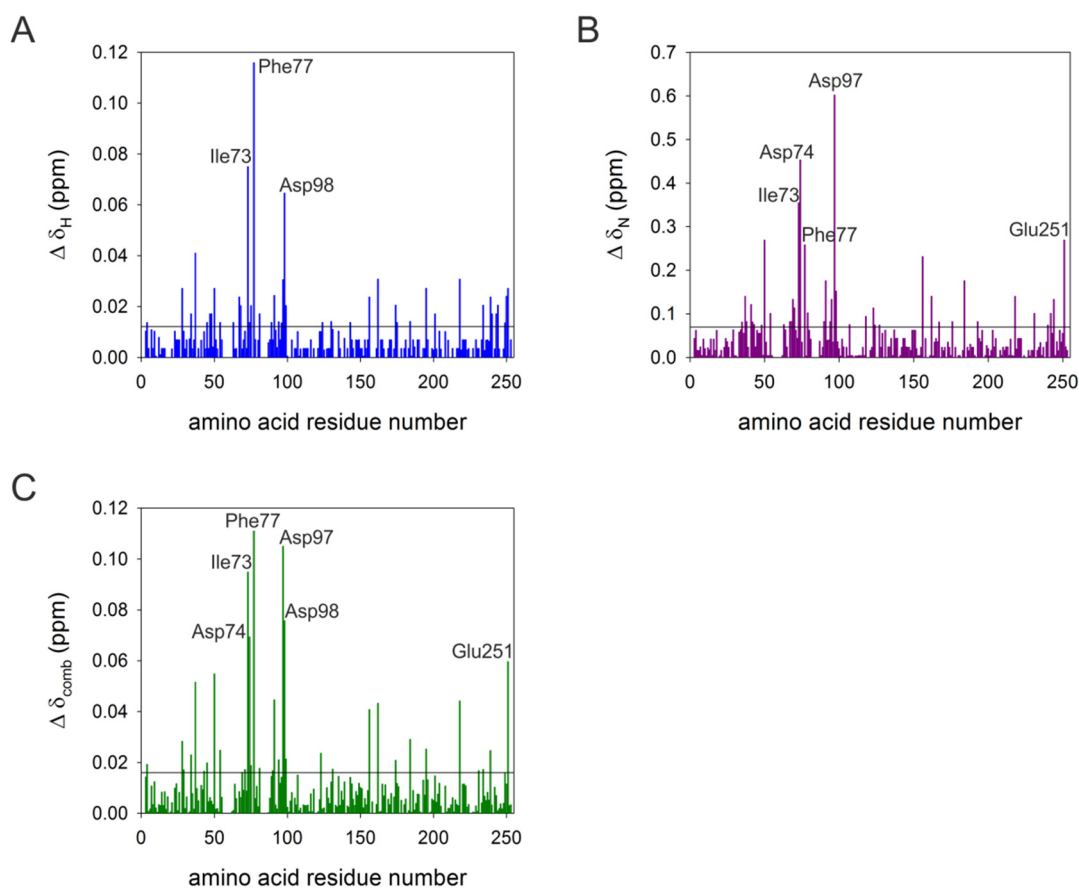 A
0.12
0.10
0.08
0.06
0.04
0.02
0.00
Δ δH (ppm)
Phe77
Ile73
Asp98
0 50 100 150 200 250
amino acid residue number
B
0.7
0.6
0.5
0.4
0.3
0.2
0.1
0.0
Δ δN (ppm)
Asp97
Asp74
Ile73
Phe77
Glu251
0 50 100 150 200 250
amino acid residue number
C
0.12
0.10
0.08
0.06
0.04
0.02
0.00
Δ δcomb (ppm)
Phe77
Asp97
Ile73
Asp98
Asp74
Glu251
0 50 100 150 200 250
amino acid residue number